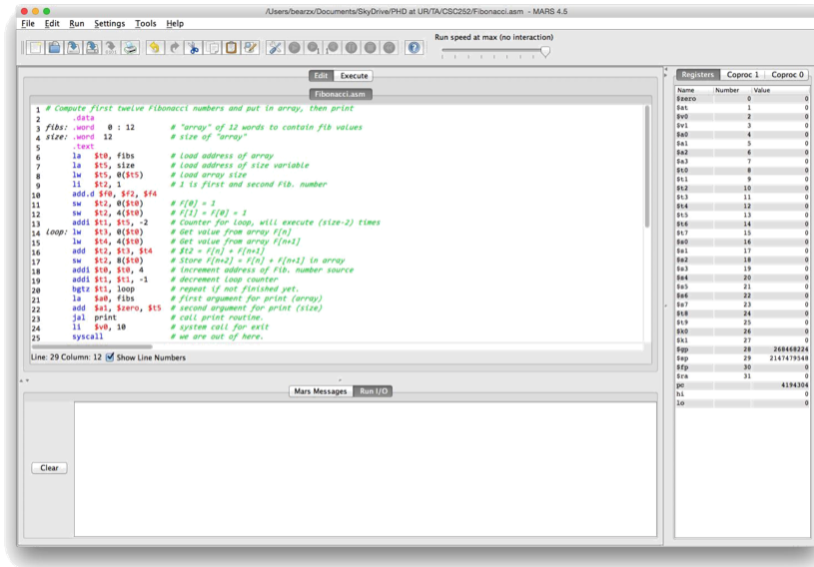 /Users/bearzx/Documents/SkyDrive/PHD at UR/TA/CSC252/Fibonacci.asm - MARS 4.5
File Edit Run Settings Tools Help
Run speed at max (no interaction)
Edit Execute
Fibonacci.asm
1 # Compute first twelve Fibonacci numbers and put in array, then print
2 .data
3 fibs: .word 0 : 12 # "array" of 12 words to contain fib values
4 size: .word 12 # size of "array"
5 .text
6 la $t0, fibs # load address of array
7 la $t5, size # load address of size variable
8 lw $t5, 0($t5) # load array size
9 li $t2, 1 # 1 is first and second Fib. number
10 add.d $f0, $f2, $f4
11 sw $t2, 0($t0) # F[0] = 1
12 sw $t2, 4($t0) # F[1] = F[0] = 1
13 addi $t1, $t5, -2 # Counter for loop, will execute (size-2) times
14 loop: lw $t3, 0($t0) # Get value from array F[n]
15 lw $t4, 4($t0) # Get value from array F[n+1]
16 add $t2, $t3, $t4 # $t2 = F[n] + F[n+1]
17 sw $t2, 8($t0) # Store F[n+2] = F[n] + F[n+1] in array
18 addi $t0, $t0, 4 # increment address of Fib. number source
19 addi $t1, $t1, -1 # decrement loop counter
20 bgtz $t1, loop # repeat if not finished yet.
21 la $a0, fibs # first argument for print (array)
22 add $a1, $zero, $t5 # second argument for print (size)
23 jal print # call print routine.
24 li $v0, 10 # system call for exit
25 syscall # we are out of here.
Line: 29 Column: 12 Show Line Numbers
Mars Messages Run I/O
Clear
Registers Coproc 1 Coproc 0
Name Number Value
$zero 0 0
$at 1 0
$v0 2 0
$v1 3 0
$a0 4 0
$a1 5 0
$a2 6 0
$a3 7 0
$t0 8 0
$t1 9 0
$t2 10 0
$t3 11 0
$t4 12 0
$t5 13 0
$t6 14 0
$t7 15 0
$s0 16 0
$s1 17 0
$s2 18 0
$s3 19 0
$s4 20 0
$s5 21 0
$s6 22 0
$s7 23 0
$t8 24 0
$t9 25 0
$k0 26 0
$k1 27 0
$gp 28 268468224
$sp 29 2147479548
$fp 30 0
$ra 31 0
pc 4194304
hi 0
lo 0